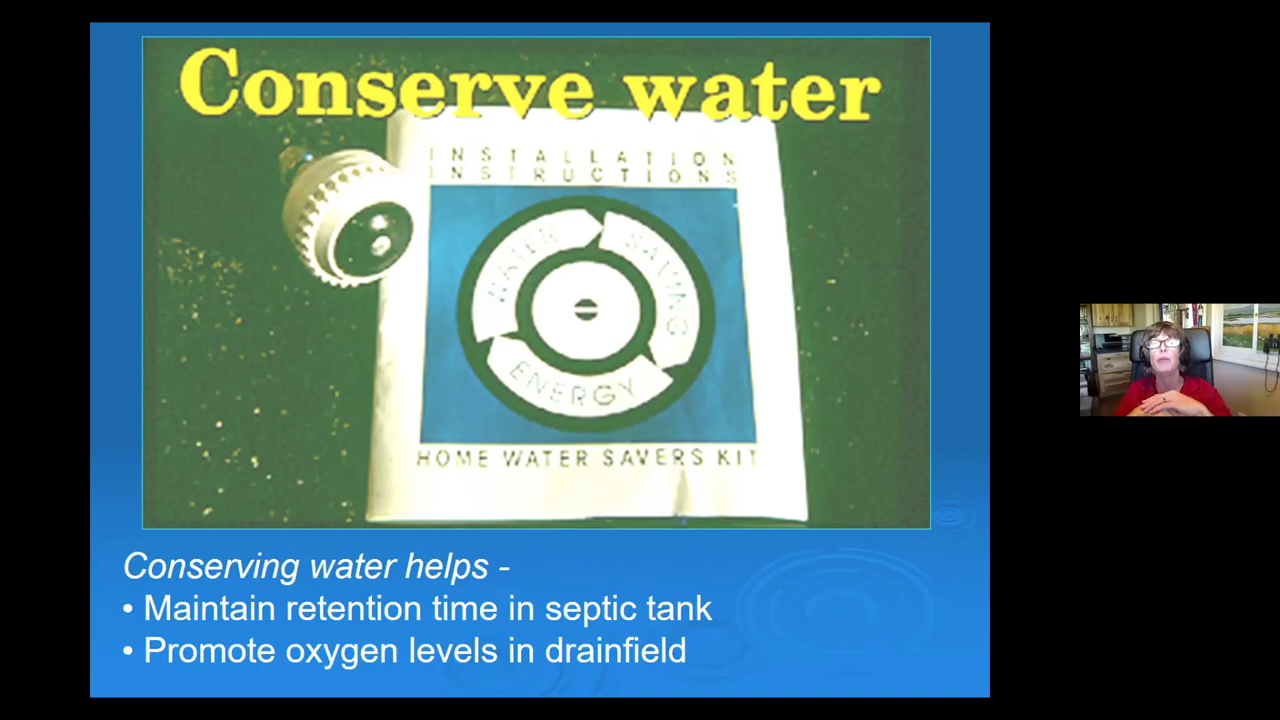 Conserve water
INSTALLATION
INSTRUCTIONS
WATER SAVING
ENERGY
HOME WATER SAVERS KIT
Conserving water helps -
• Maintain retention time in septic tank
• Promote oxygen levels in drainfield